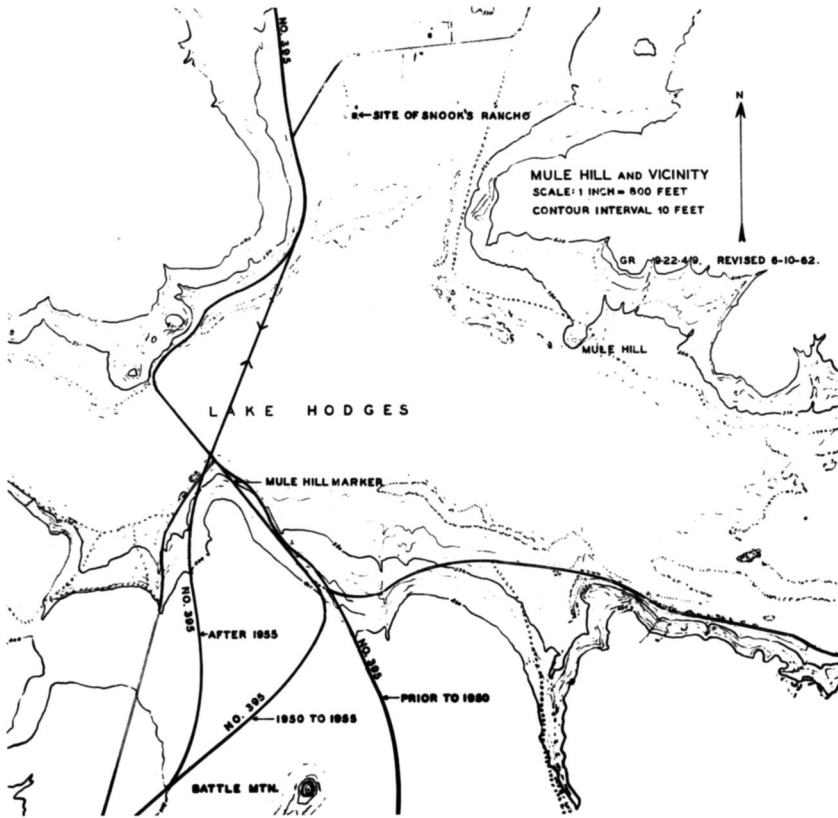 NO. 395
SITE OF SNOOK'S RANCHO
N
MULE HILL AND VICINITY
SCALE: 1 INCH = 800 FEET
CONTOUR INTERVAL 10 FEET
GR 19-22-419. REVISED 6-10-62.
MULE HILL
LAKE HODGES
MULE HILL MARKER
NO. 395
AFTER 1955
NO. 395
PRIOR TO 1950
NO. 395
1950 TO 1955
BATTLE MTN.